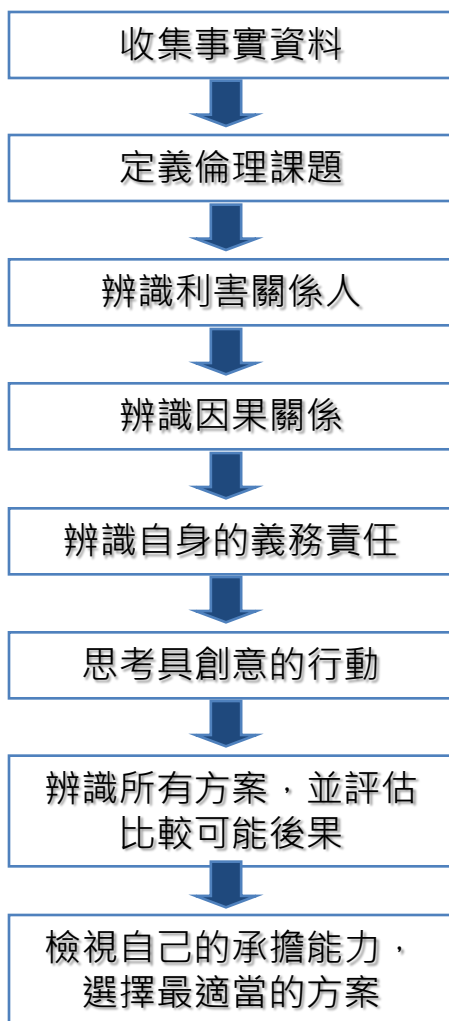 收集事實資料
定義倫理課題
辨識利害關係人
辨識因果關係
辨識自身的義務責任
思考具創意的行動
辨識所有方案，並評估
比較可能後果
檢視自己的承擔能力，
選擇最適當的方案